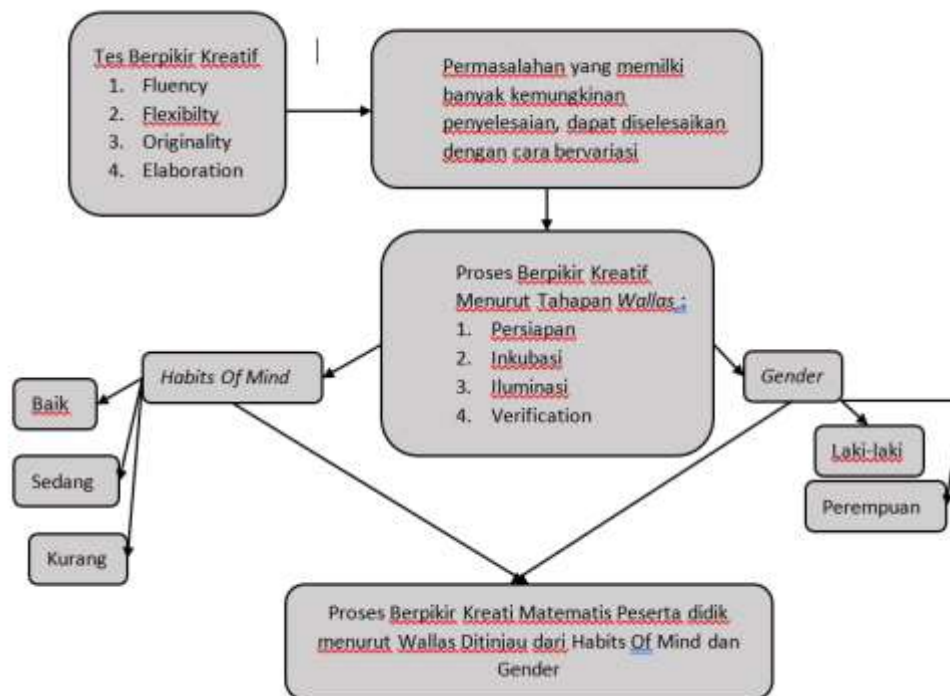 Tes Berpikir Kreatif
1. Fluency
2. Flexibilty
3. Originality
4. Elaboration
Permasalahan yang memilki
banyak kemungkinan
penyelesaian, dapat diselesaikan
dengan cara bervariasi
Proses Berpikir Kreatif
Menurut Tahapan Wallas :
1. Persiapan
2. Inkubasi
3. Iluminasi
4. Verification
Habits Of Mind
Gender
Baik
Sedang
Kurang
Laki-laki
Perempuan
Proses Berpikir Kreati Matematis Peserta didik
menurut Wallas Ditinjau dari Habits Of Mind dan
Gender